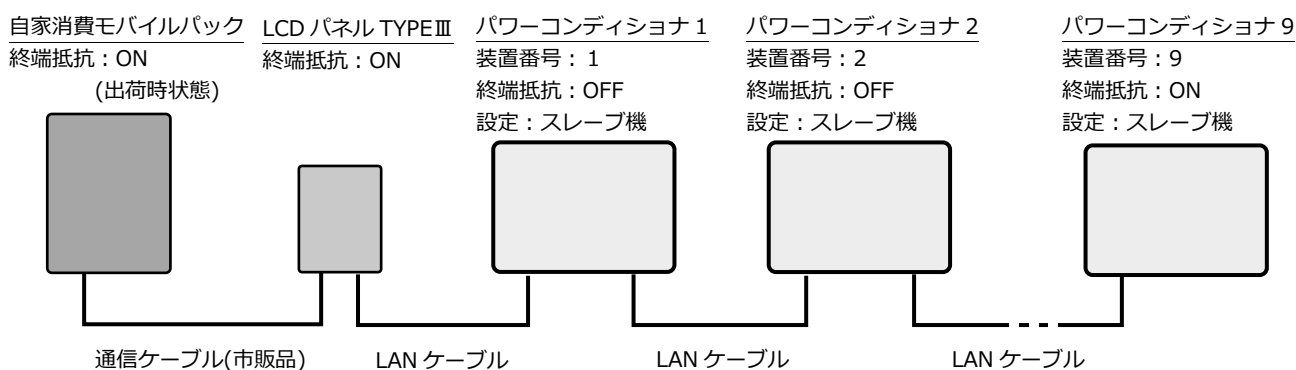 自家消費モバイルパック
終端抵抗：ON
(出荷時状態)
LCD パネル TYPEⅢ
終端抵抗：ON
パワーコンディショナ 1
装置番号：1
終端抵抗：OFF
設定：スレーブ機
パワーコンディショナ 2
装置番号：2
終端抵抗：OFF
設定：スレーブ機
パワーコンディショナ 9
装置番号：9
終端抵抗：ON
設定：スレーブ機
通信ケーブル(市販品)
LAN ケーブル
LAN ケーブル
LAN ケーブル